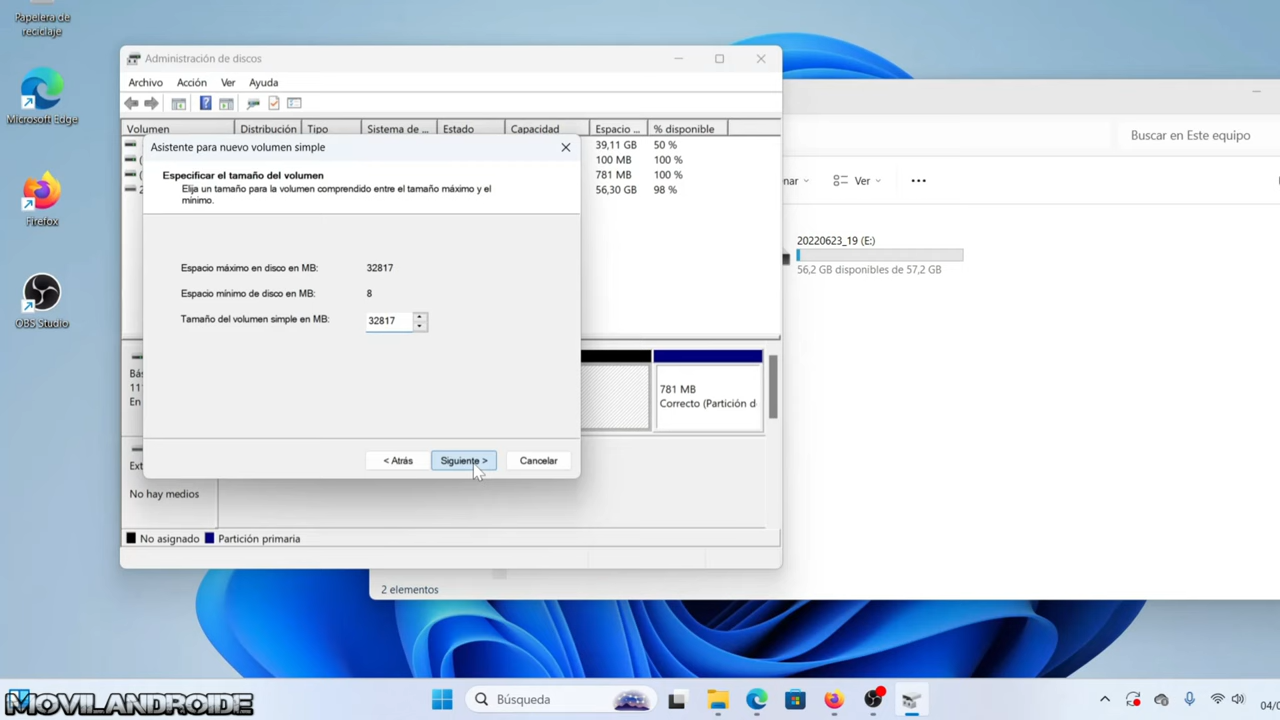 Papelera de
reciclaje
Microsoft Edge
Firefox
OBS Studio
Administración de discos
Archivo Acción Ver Ayuda
Volumen Distribución Tipo Sistema de ... Estado Capacidad Espacio ... % disponible
39,11 GB 50 %
100 MB 100 %
781 MB 100 %
56,30 GB 98 %
Asistente para nuevo volumen simple
Especificar el tamaño del volumen
Elija un tamaño para la volumen comprendido entre el tamaño máximo y el
mínimo.
Espacio máximo en disco en MB: 32817
Espacio mínimo de disco en MB: 8
Tamaño del volumen simple en MB: 32817
< Atrás Siguiente > Cancelar
781 MB
Correcto (Partición d
No hay medios
No asignado Partición primaria
Buscar en Este equipo
Ver
20220623_19 (E:)
56,2 GB disponibles de 57,2 GB
2 elementos
MOVILANDROIDE
Búsqueda
04/0